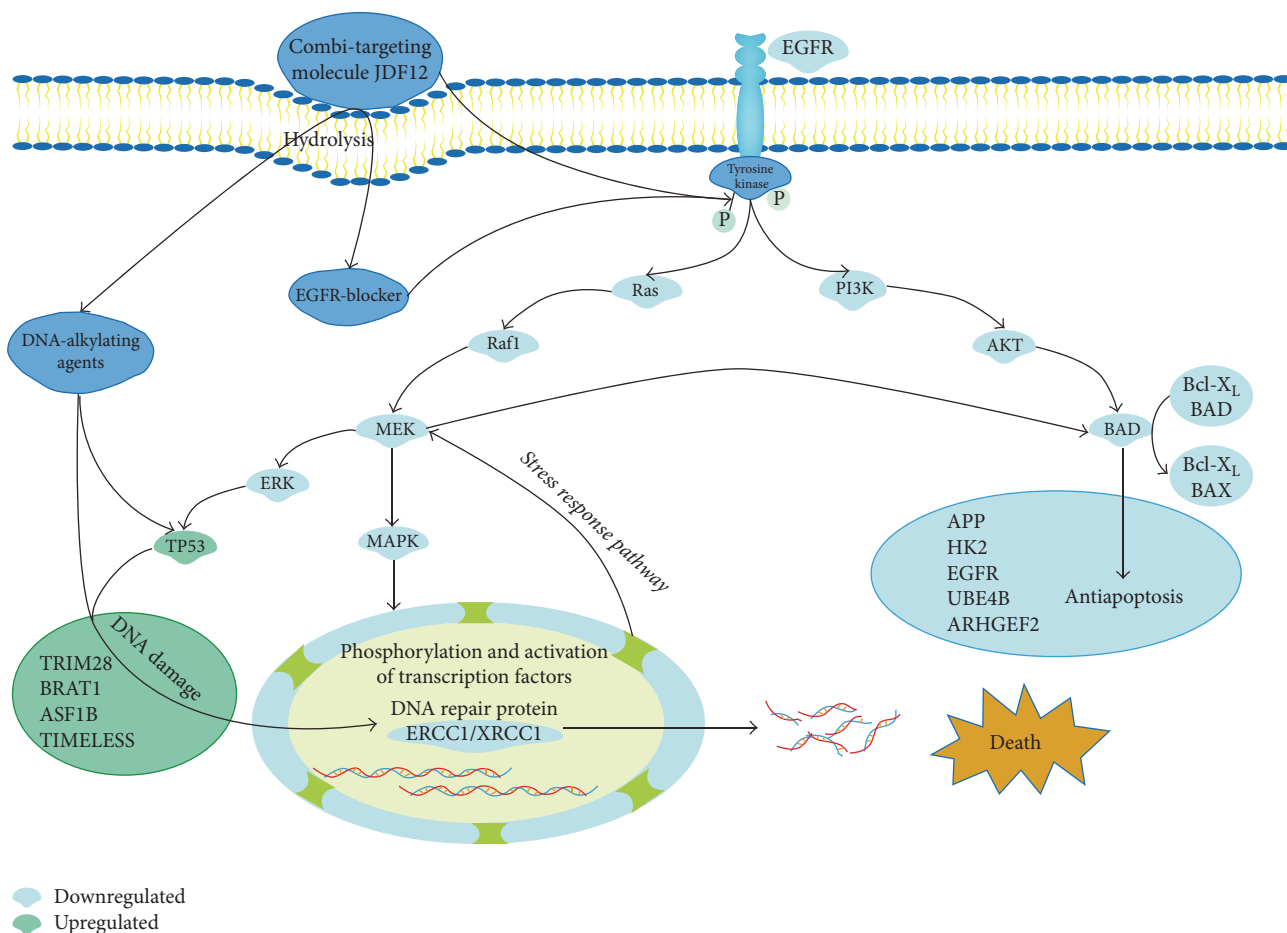 Combi-targeting
molecule JDF12
EGFR
Hydrolysis
Tyrosine
kinase
P
P
EGFR-blocker
Ras
PI3K
DNA-alkylating
agents
Raf1
AKT
Bcl-XL
BAD
MEK
BAD
Bcl-XL
BAX
ERK
Stress response pathway
TP53
MAPK
APP
HK2
EGFR
UBE4B
ARHGEF2
Antiapoptosis
DNA damage
TRIM28
BRAT1
ASF1B
TIMELESS
Phosphorylation and activation
of transcription factors
DNA repair protein
ERCC1/XRCC1
Death
Downregulated
Upregulated